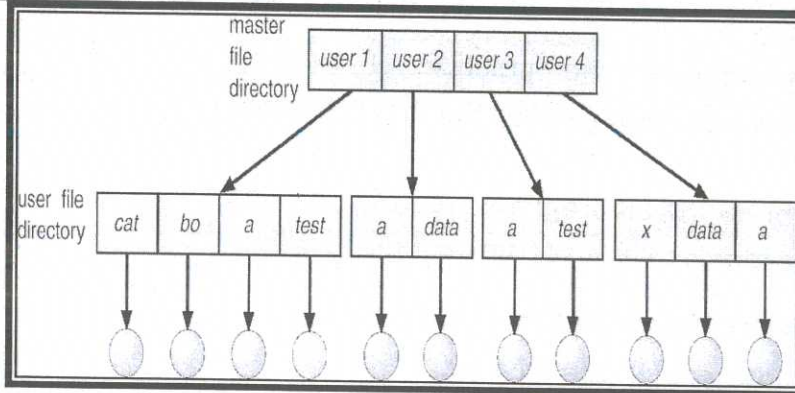 master
file
directory
user 1 user 2 user 3 user 4
user file
directory
cat bo a test a data a test x data a